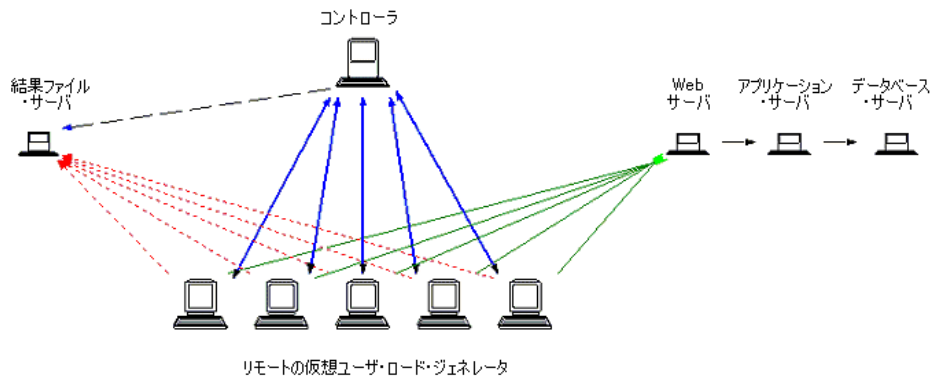 コントローラ
結果ファイル
・サーバ
Web
サーバ
アプリケーション
・サーバ
データベース
・サーバ
リモートの仮想ユーザ・ロード・ジェネレータ